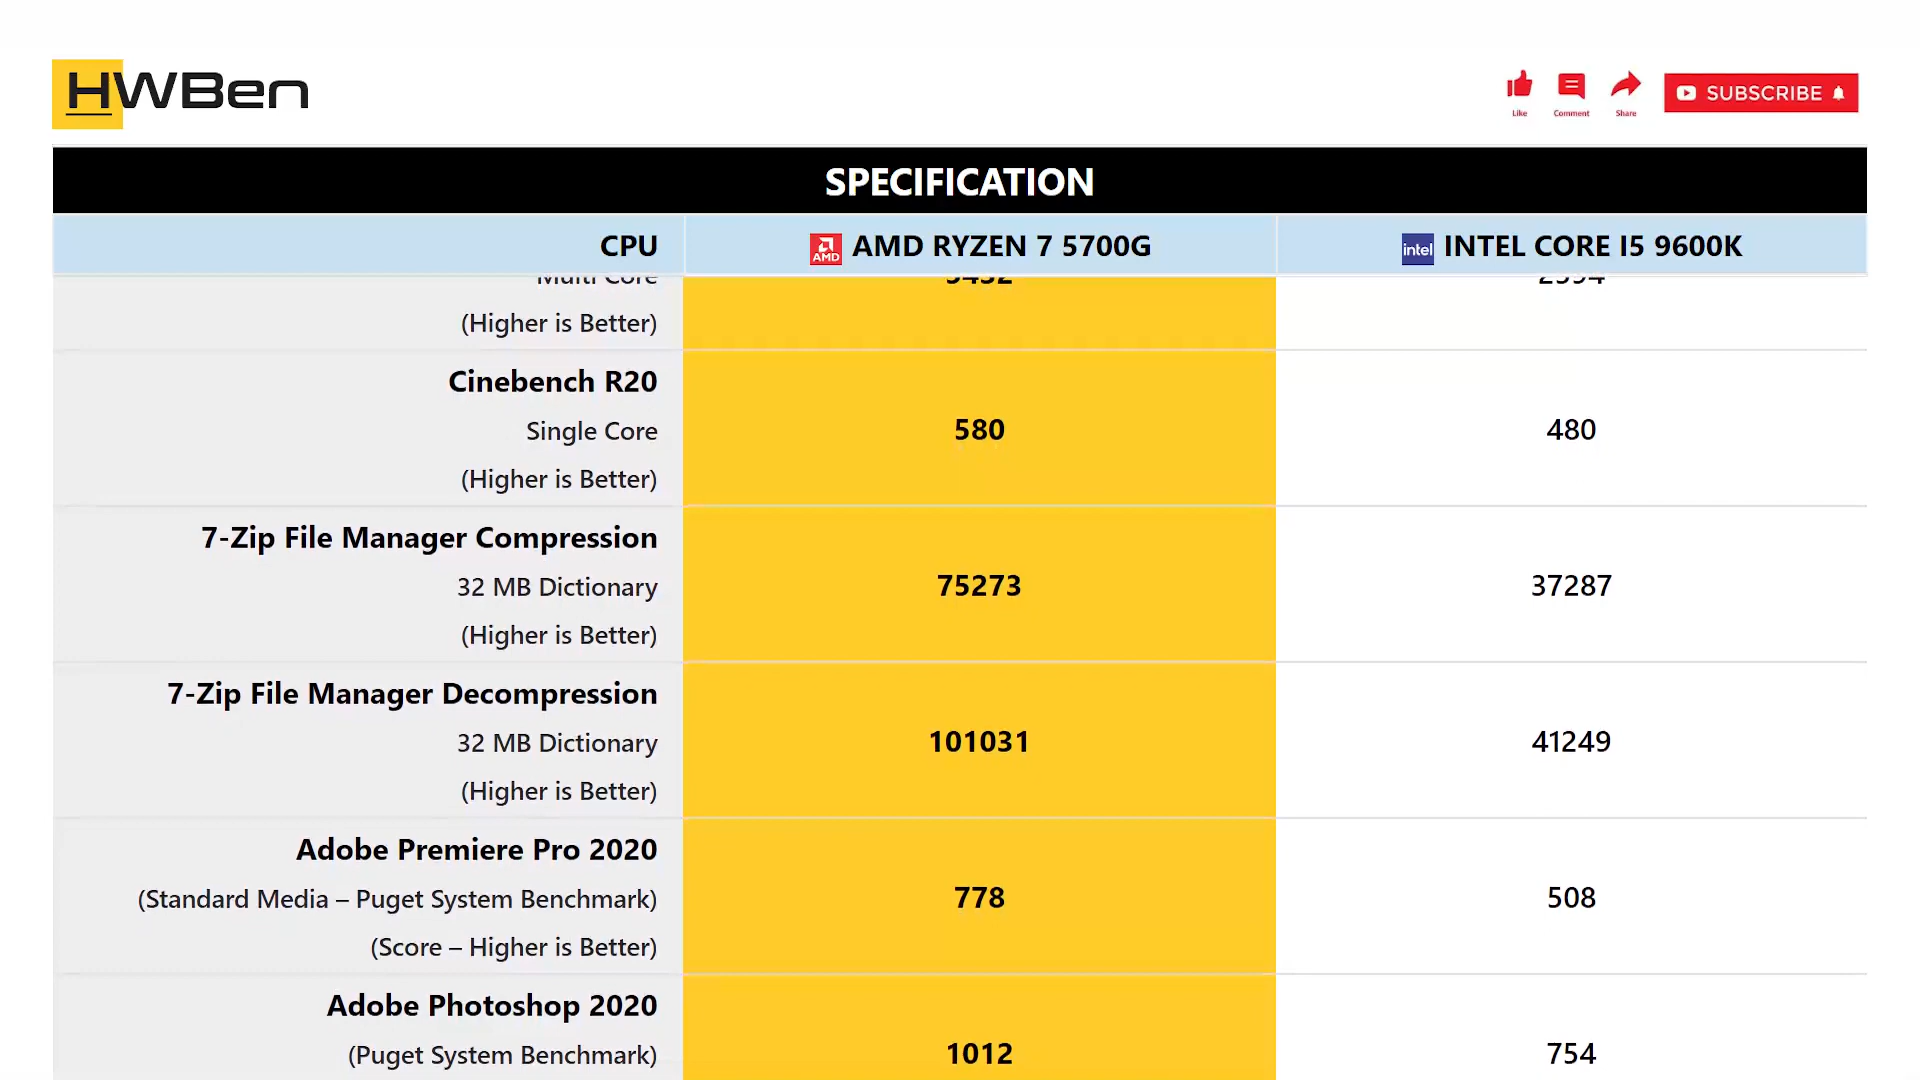 HWBen
Like
Comment
Share
SUBSCRIBE
SPECIFICATION
CPU
AMD
AMD RYZEN 7 5700G
intel
INTEL CORE I5 9600K
Multi Core
(Higher is Better)
Cinebench R20
Single Core
(Higher is Better)
580
480
7-Zip File Manager Compression
32 MB Dictionary
(Higher is Better)
75273
37287
7-Zip File Manager Decompression
32 MB Dictionary
(Higher is Better)
101031
41249
Adobe Premiere Pro 2020
(Standard Media – Puget System Benchmark)
(Score – Higher is Better)
778
508
Adobe Photoshop 2020
(Puget System Benchmark)
1012
754